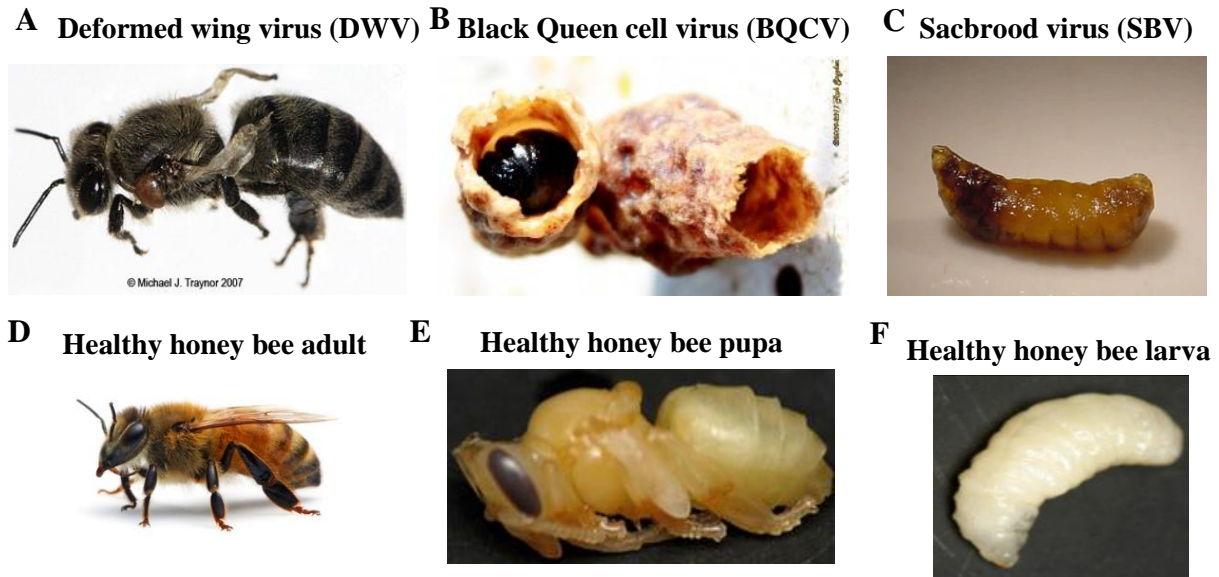 A Deformed wing virus (DWV)
B Black Queen cell virus (BQCV)
C Sacbrood virus (SBV)
© Michael J. Traynor 2007
D Healthy honey bee adult
E Healthy honey bee pupa
F Healthy honey bee larva